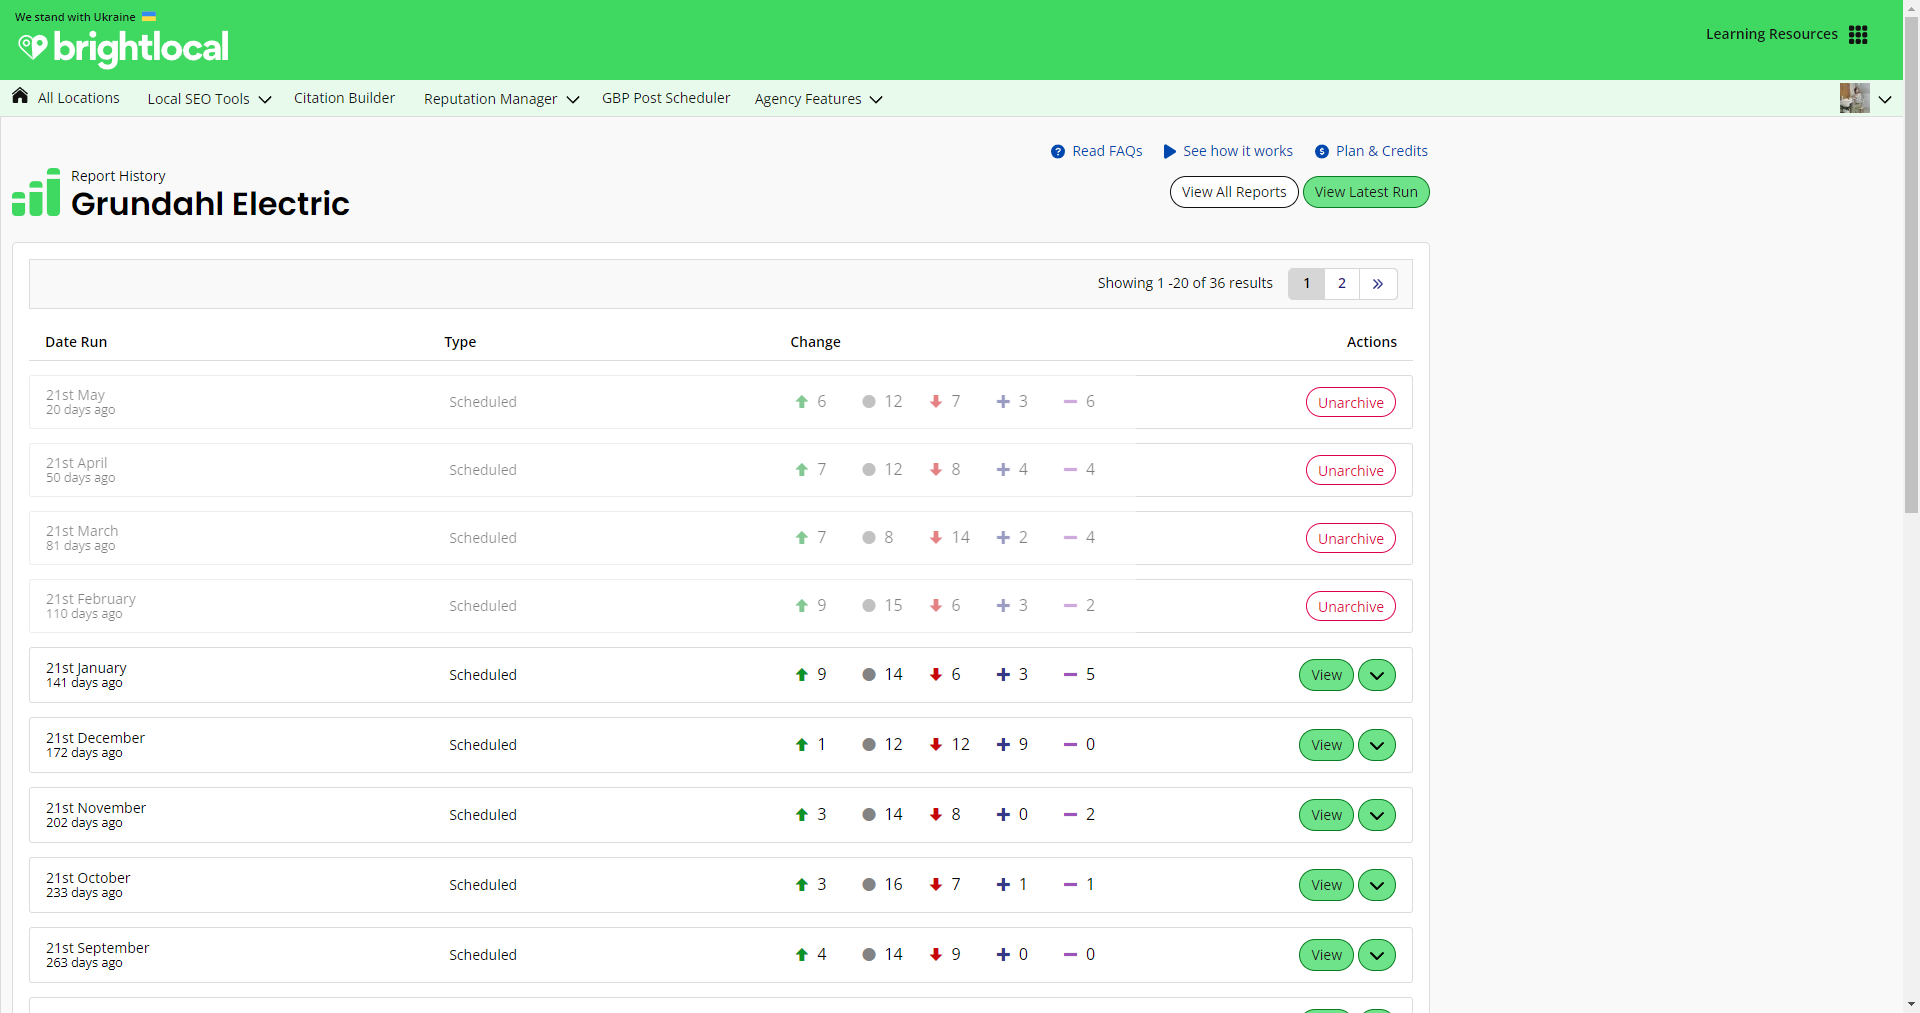 We stand with Ukraine
brightlocal
Learning Resources
All Locations Local SEO Tools Citation Builder Reputation Manager GBP Post Scheduler Agency Features
Read FAQs See how it works Plan & Credits
Report History
Grundahl Electric
View All Reports View Latest Run
Showing 1 -20 of 36 results 1 2 »
Date Run Type Change Actions
21st May
20 days ago
Scheduled 6 12 7 3 6 Unarchive
21st April
50 days ago
Scheduled 7 12 8 4 4 Unarchive
21st March
81 days ago
Scheduled 7 8 14 2 4 Unarchive
21st February
110 days ago
Scheduled 9 15 6 3 2 Unarchive
21st January
141 days ago
Scheduled 9 14 6 3 5 View
21st December
172 days ago
Scheduled 1 12 12 9 0 View
21st November
202 days ago
Scheduled 3 14 8 0 2 View
21st October
233 days ago
Scheduled 3 16 7 1 1 View
21st September
263 days ago
Scheduled 4 14 9 0 0 View